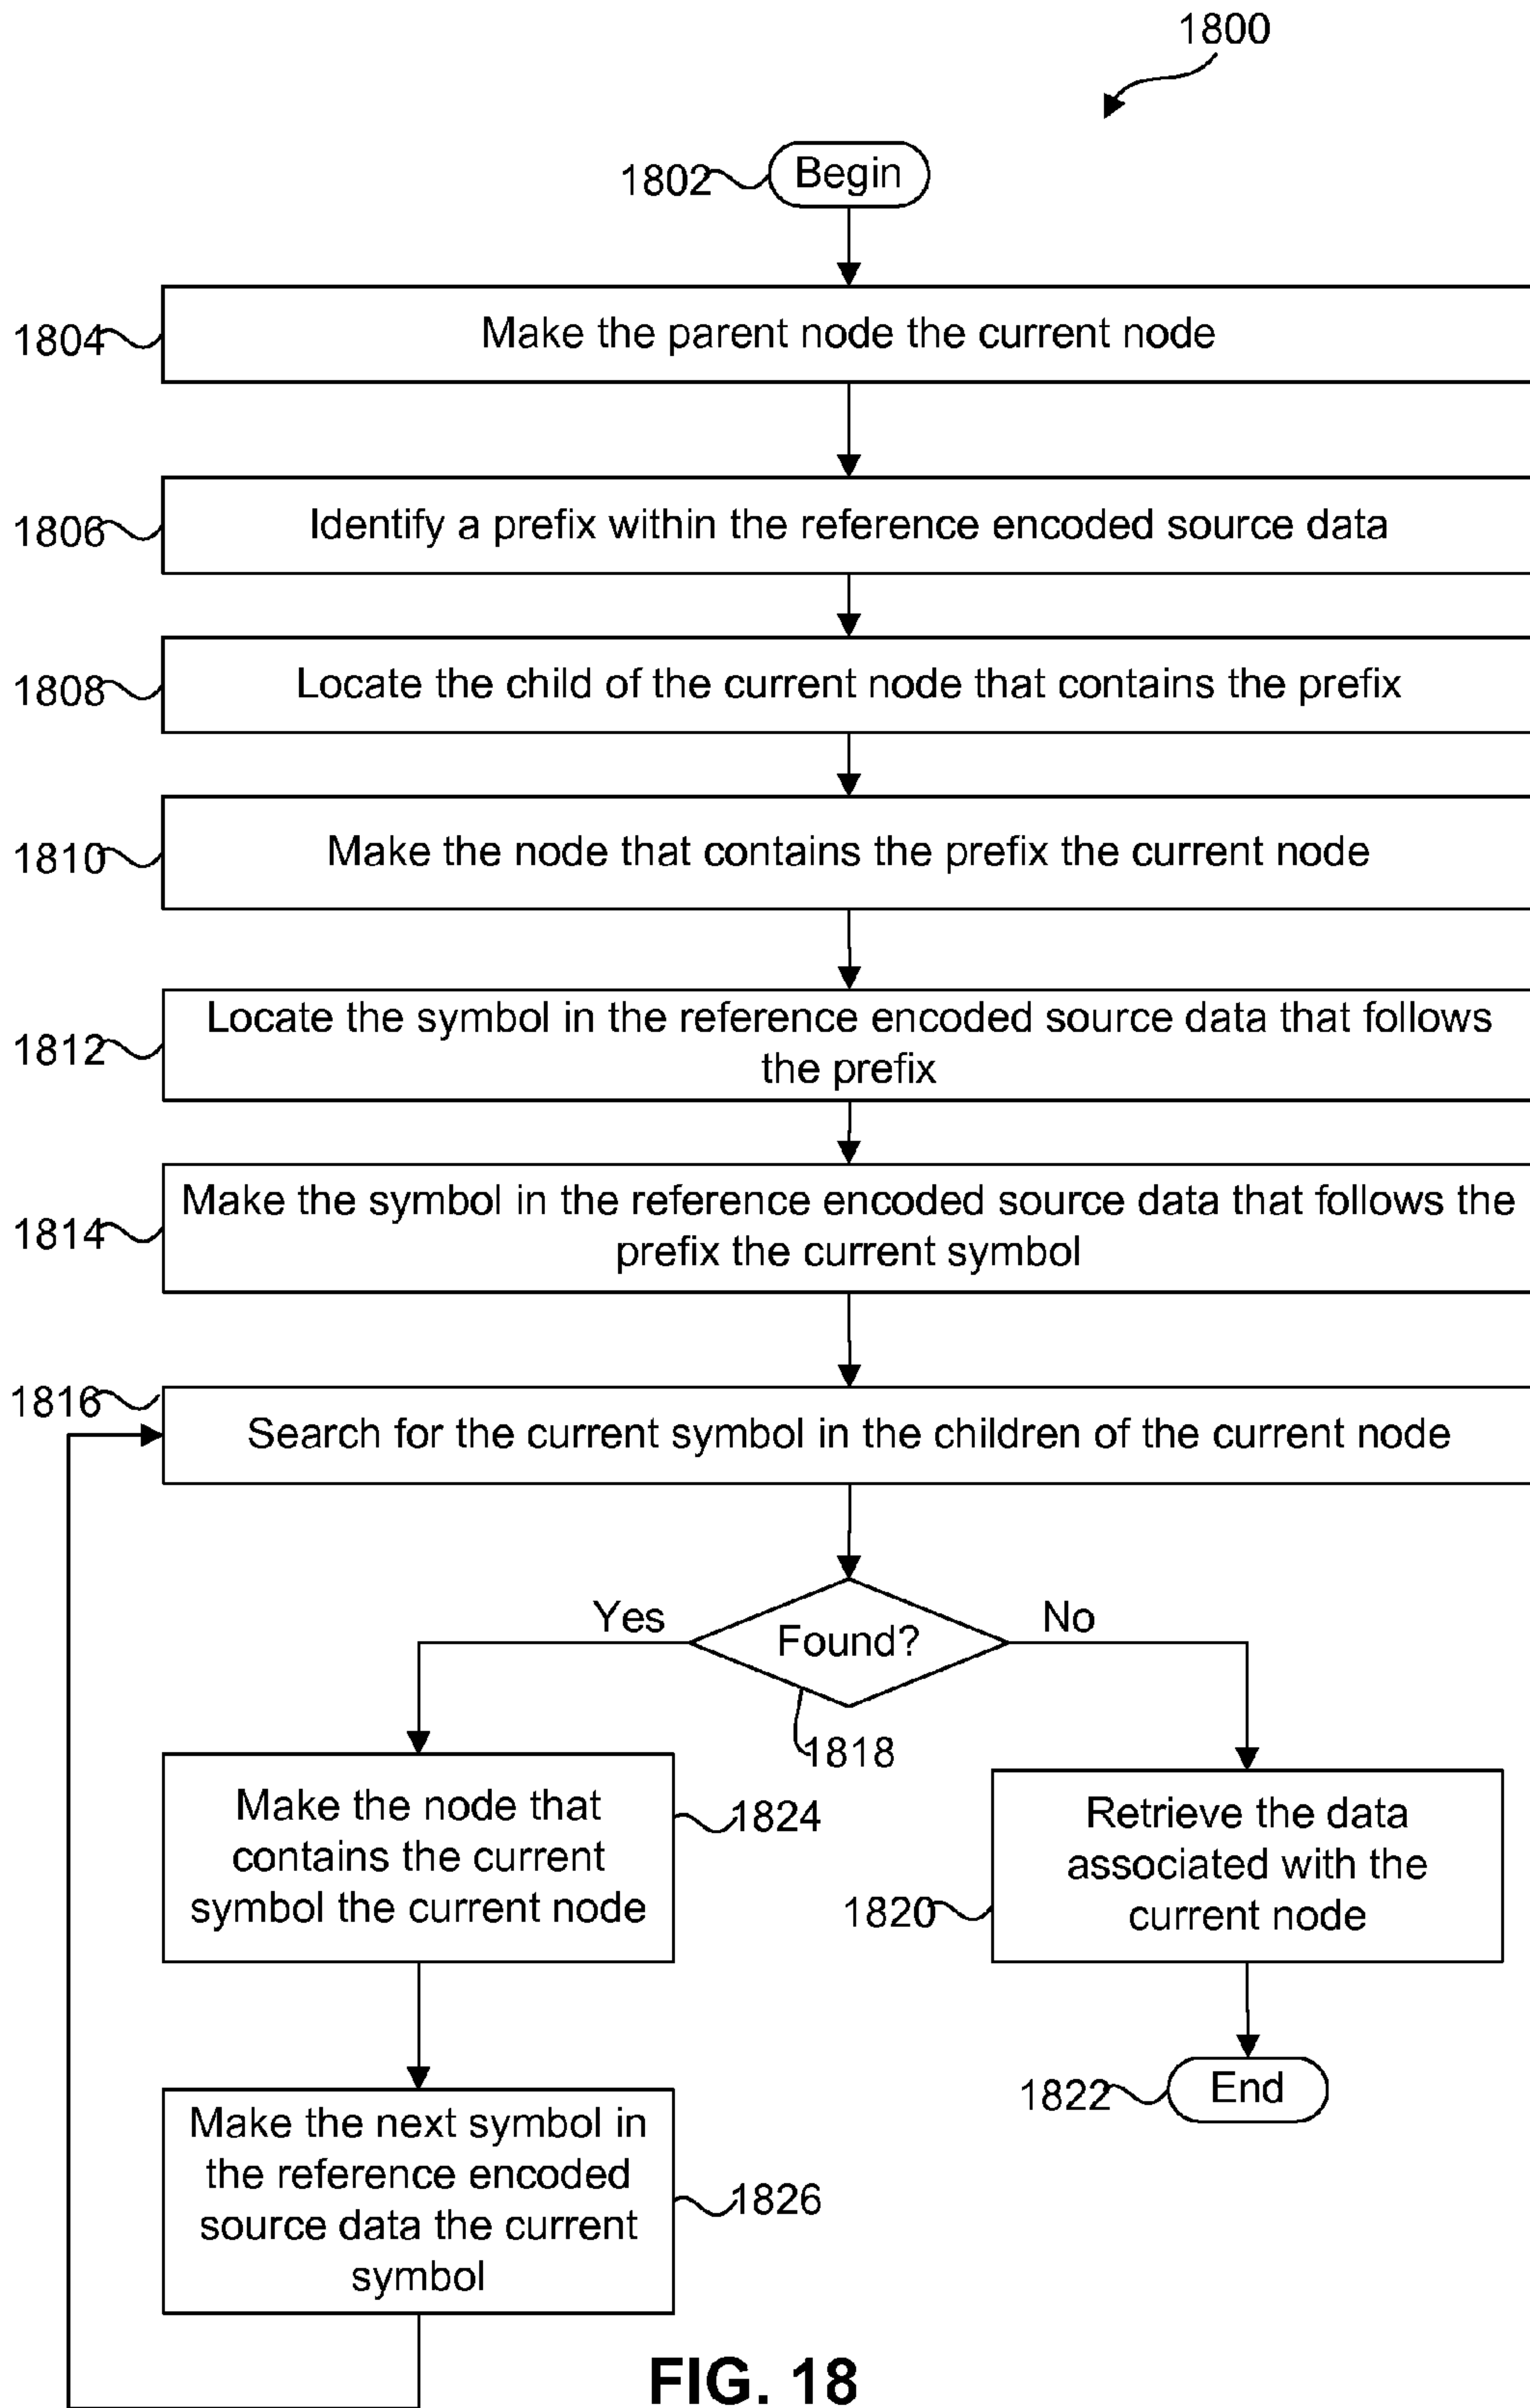 1800
1802
Begin
1804
Make the parent node the current node
1806
Identify a prefix within the reference encoded source data
1808
Locate the child of the current node that contains the prefix
1810
Make the node that contains the prefix the current node
1812
Locate the symbol in the reference encoded source data that follows
the prefix
1814
Make the symbol in the reference encoded source data that follows the
prefix the current symbol
1816
Search for the current symbol in the children of the current node
Yes
Found?
No
1818
Make the node that
contains the current
symbol the current node
1824
Retrieve the data
associated with the
current node
1820
Make the next symbol in
the reference encoded
source data the current
symbol
1826
1822
End
FIG. 18